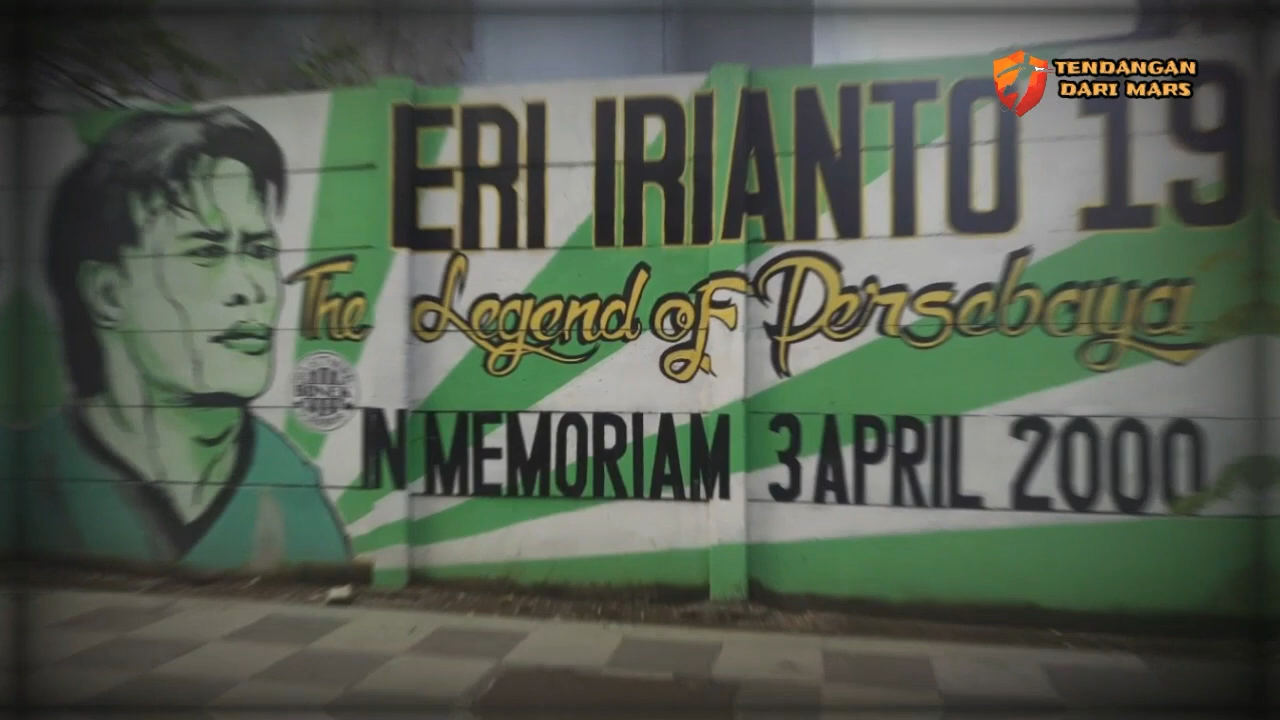 TENDANGAN
DARI MARS
ERI IRIANTO 19
The Legend of Persebaya
IN MEMORIAM 3 APRIL 2000